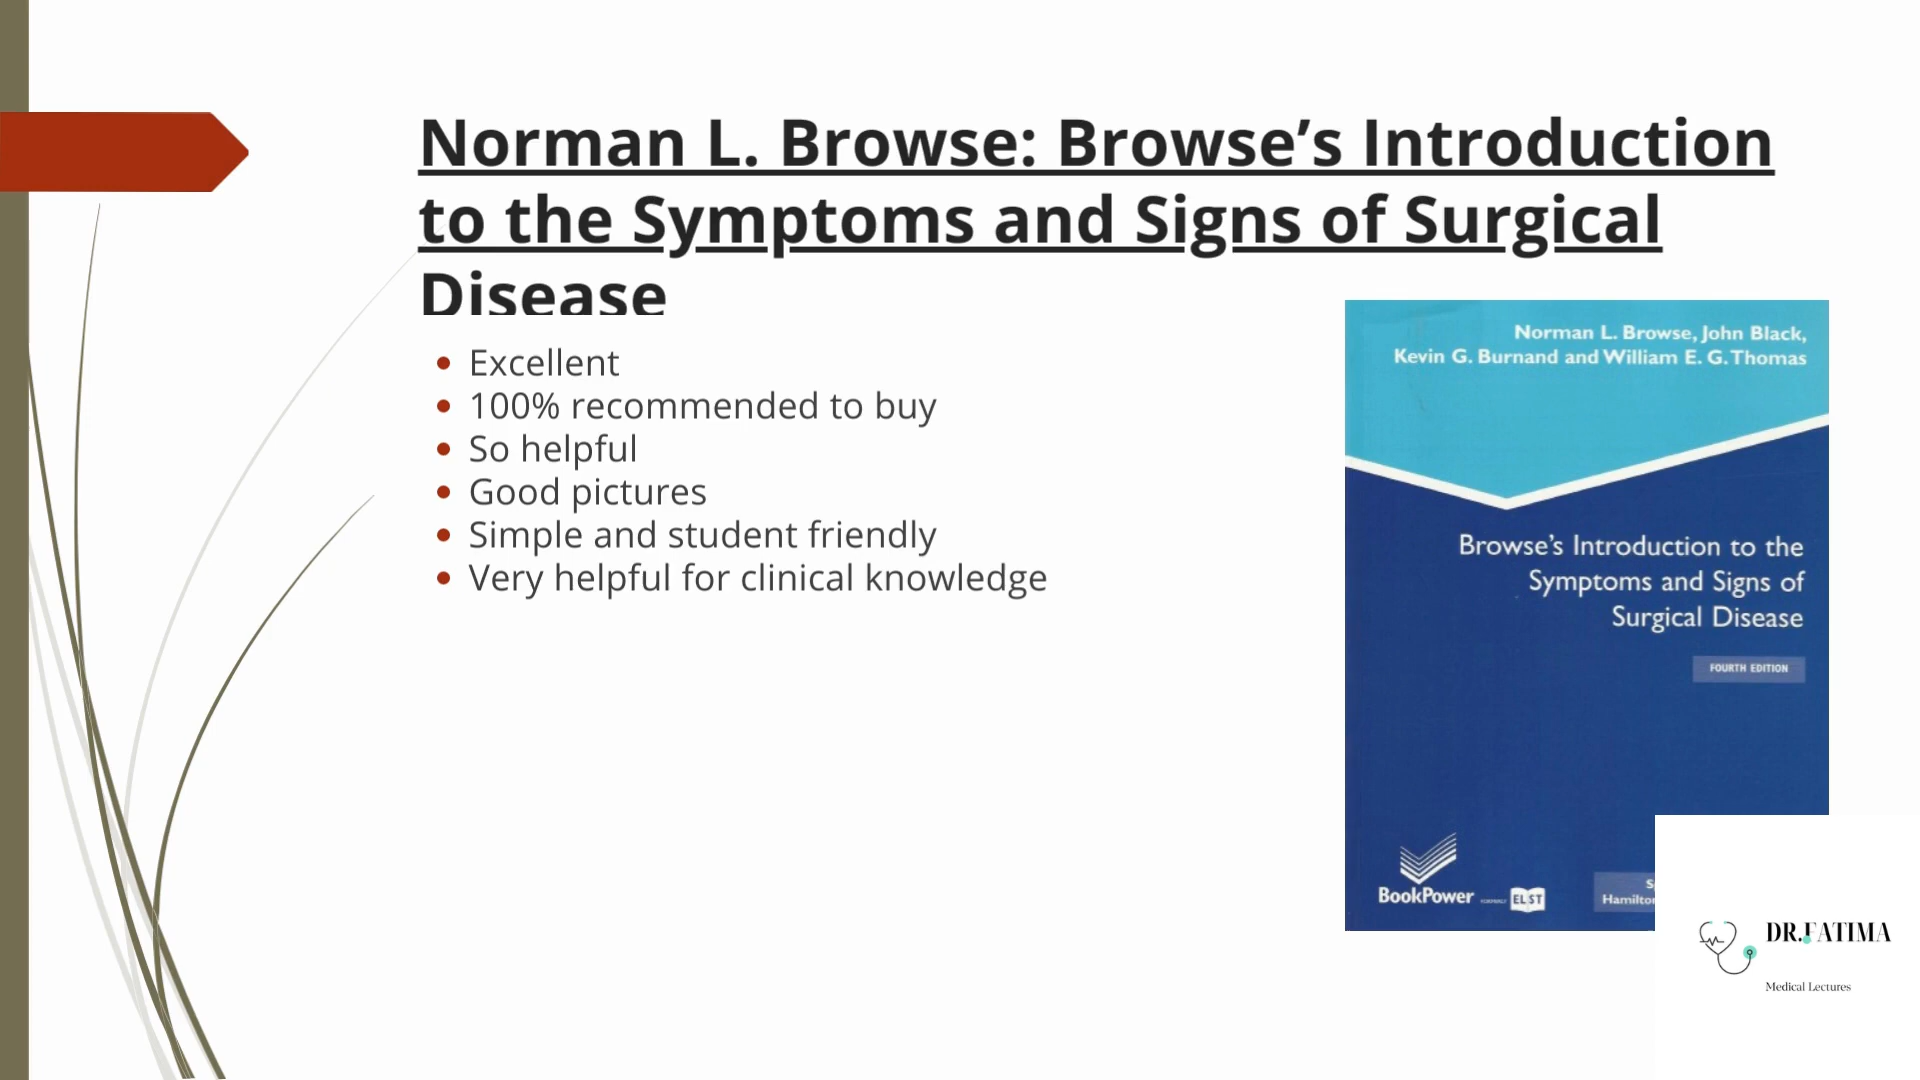 Norman L. Browse: Browse’s Introduction
to the Symptoms and Signs of Surgical
Disease
• Excellent
• 100% recommended to buy
• So helpful
• Good pictures
• Simple and student friendly
• Very helpful for clinical knowledge
Norman L. Browse, John Black,
Kevin G. Burnand and William E. G. Thomas
Browse’s Introduction to the
Symptoms and Signs of
Surgical Disease
FOURTH EDITION
BookPower
ELST
DR.FATIMA
Medical Lectures